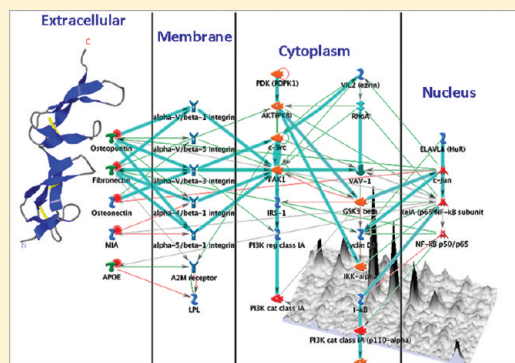 Extracellular
Membrane
Cytoplasm
Nucleus
C
N
Osteopontin
Fibronectin
Osteonectin
MIA
APOE
alpha-V/beta-1 integrin
alpha-V/beta-5 integrin
alpha-V/beta-3 integrin
alpha-4/beta-1 integrin
alpha-5/beta-1 integrin
A2M receptor
LPL
PDK (PDPK1)
AKT(PKB)
c-Src
FAK1
IRS-1
PI3K reg class IA
PI3K cat class IA
VIL2 (ezrin)
RhoA
VAV-1
GSK3 beta
Cyclin D1
IKK-alpha
I-kB
PI3K cat class IA (p110-alpha)
ELAVL1 (HuR)
c-Jun
RelA (p65 NF-kB subunit)
NF-kB p50/p65